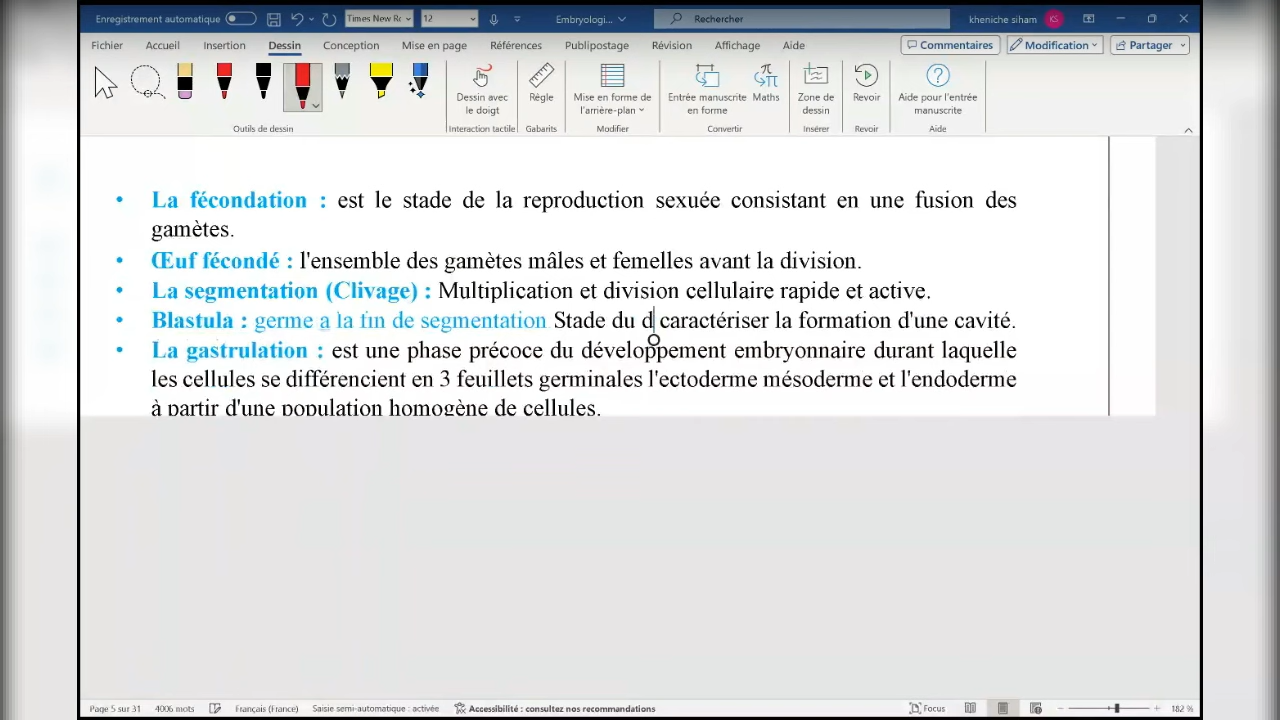 Enregistrement automatique Times New Ro 12 Embryologi... Rechercher kheniche siham KS
Fichier Accueil Insertion Dessin Conception Mise en page Références Publipostage Révision Affichage Aide Commentaires Modification Partager
Dessin avec le doigt Règle Mise en forme de l'arrière-plan Entrée manuscrite en forme Maths Zone de dessin Revoir Aide pour l'entrée manuscrite
Outils de dessin Interaction tactile Gabarits Modifier Convertir Insérer Revoir Aide
• La fécondation : est le stade de la reproduction sexuée consistant en une fusion des
gamètes.
• Œuf fécondé : l'ensemble des gamètes mâles et femelles avant la division.
• La segmentation (Clivage) : Multiplication et division cellulaire rapide et active.
• Blastula : germe a la fin de segmentation Stade du d caractériser la formation d'une cavité.
• La gastrulation : est une phase précoce du développement embryonnaire durant laquelle
les cellules se différencient en 3 feuillets germinales l'ectoderme mésoderme et l'endoderme
à partir d'une population homogène de cellules.
Page 5 sur 31 4006 mots Français (France) Saisie semi-automatique : activée Accessibilité : consultez nos recommandations Focus 182 %